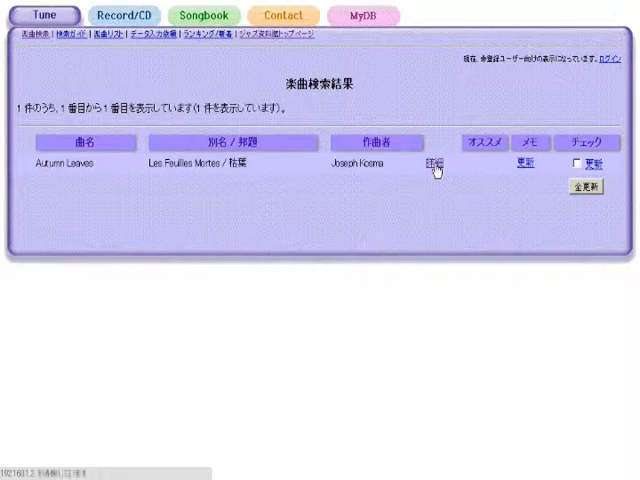 Tune Record/CD Songbook Contact MyDB
楽曲検索 | 検索ガイド | 楽曲リスト | データ入力依頼 | ランキング/新着 | ジャズ資料館トップページ
現在、未登録ユーザー向けの表示になっています。ログイン
楽曲検索結果
1 件のうち、1 番目から 1 番目を表示しています(1 件を表示しています)。
曲名 別名 / 邦題 作曲者 オススメ メモ チェック
Autumn Leaves Les Feuilles Mortes / 枯葉 Joseph Kosma 詳細 更新 更新
全更新